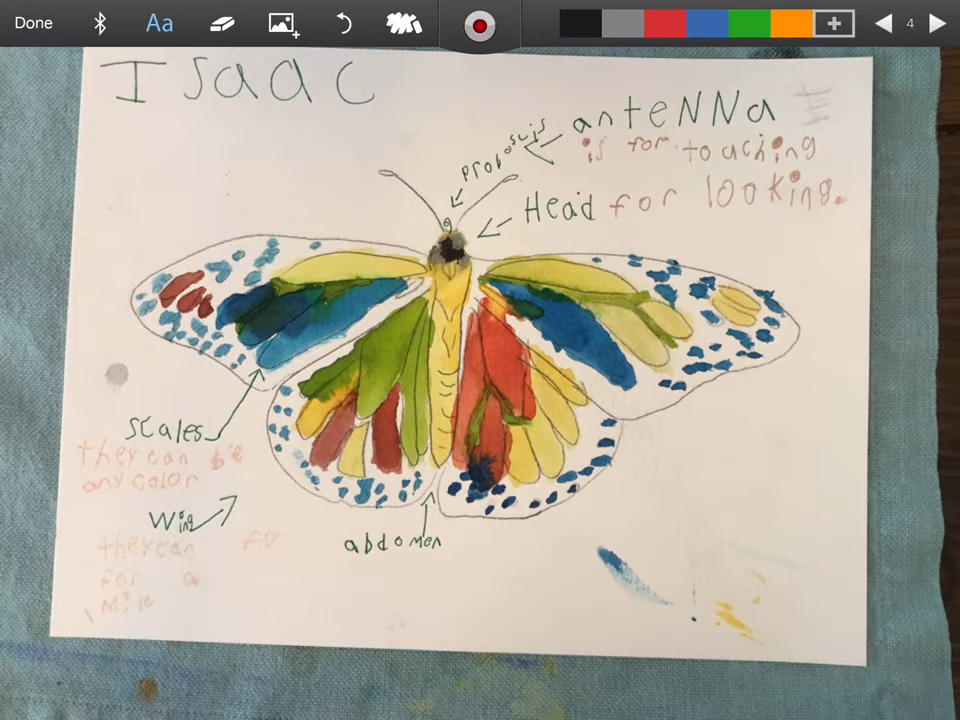 Done
Aa
4
Isaac
anteNNa
is for touching
proboscis
Head for looking.
scales
they can be
any color
Wing
they can
for a
mile
abdomen